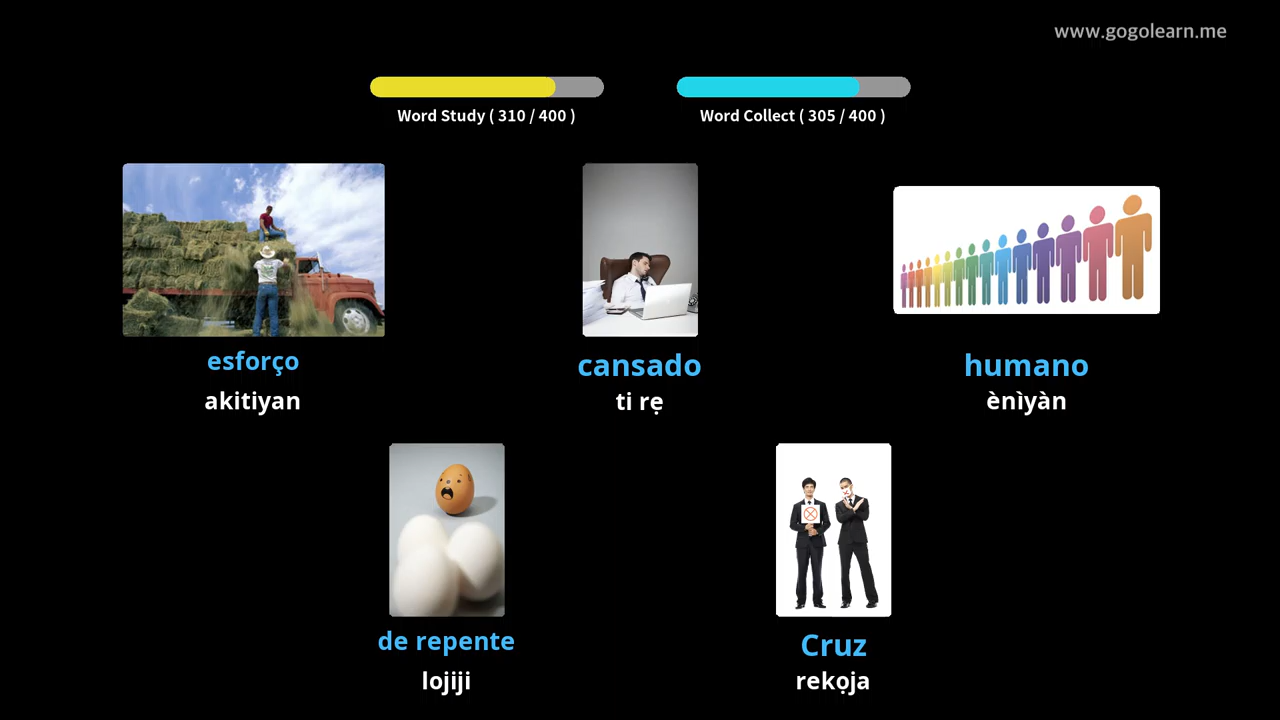 www.gogolearn.me
Word Study ( 310 / 400 )
Word Collect ( 305 / 400 )
esforço
akitiyan
cansado
ti rẹ
humano
ènìyàn
de repente
lojiji
Cruz
rekọja